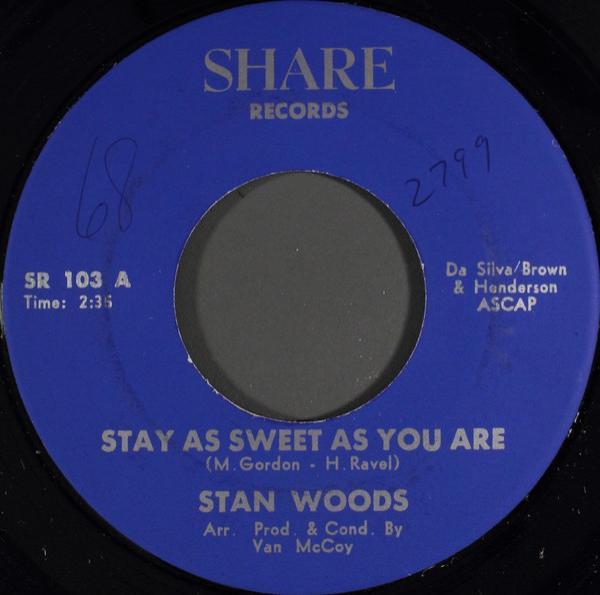 SHARE
RECORDS
68
2799
SR 103 A
Time: 2:35
Da Silva/Brown
& Henderson
ASCAP
STAY AS SWEET AS YOU ARE
(M. Gordon - H. Ravel)
STAN WOODS
Arr. Prod. & Cond. By
Van McCoy